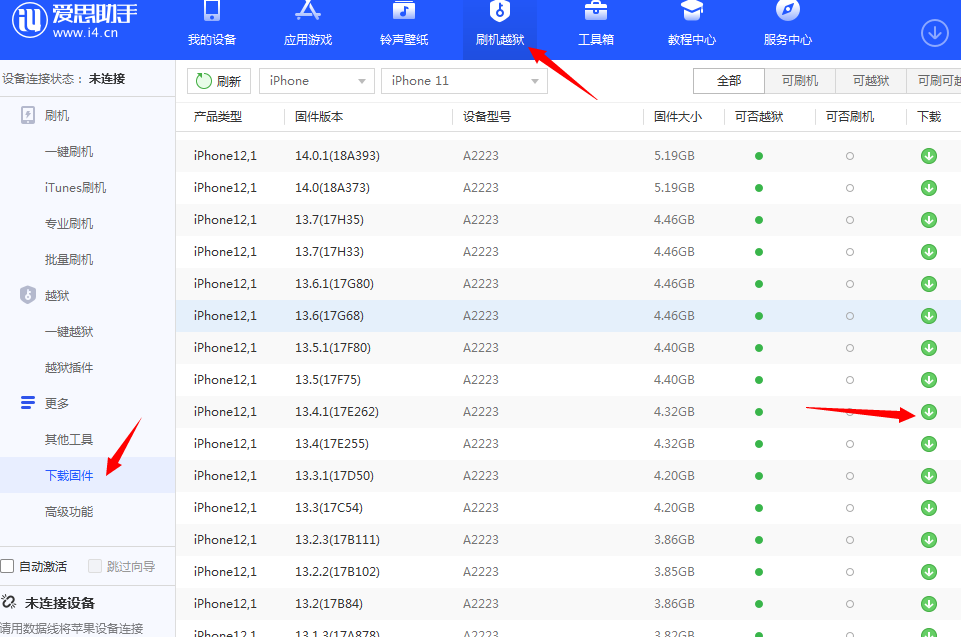 iU 爱思助手
www.i4.cn
我的设备 应用游戏 铃声壁纸 刷机越狱 工具箱 教程中心 服务中心
设备连接状态： 未连接
刷机
一键刷机
iTunes刷机
专业刷机
批量刷机
越狱
一键越狱
越狱插件
更多
其他工具
下载固件
高级功能
自动激活 跳过向导
未连接设备
请用数据线将苹果设备连接
刷新 iPhone iPhone 11 全部 可刷机 可越狱 可刷可越
产品类型 固件版本 设备型号 固件大小 可否越狱 可否刷机 下载
iPhone12,1 14.0.1(18A393) A2223 5.19GB
iPhone12,1 14.0(18A373) A2223 5.19GB
iPhone12,1 13.7(17H35) A2223 4.46GB
iPhone12,1 13.7(17H33) A2223 4.46GB
iPhone12,1 13.6.1(17G80) A2223 4.46GB
iPhone12,1 13.6(17G68) A2223 4.46GB
iPhone12,1 13.5.1(17F80) A2223 4.40GB
iPhone12,1 13.5(17F75) A2223 4.40GB
iPhone12,1 13.4.1(17E262) A2223 4.32GB
iPhone12,1 13.4(17E255) A2223 4.32GB
iPhone12,1 13.3.1(17D50) A2223 4.20GB
iPhone12,1 13.3(17C54) A2223 4.20GB
iPhone12,1 13.2.3(17B111) A2223 3.86GB
iPhone12,1 13.2.2(17B102) A2223 3.85GB
iPhone12,1 13.2(17B84) A2223 3.86GB
iPhone12,1 13.1.3(17A878) A2223 3.82GB